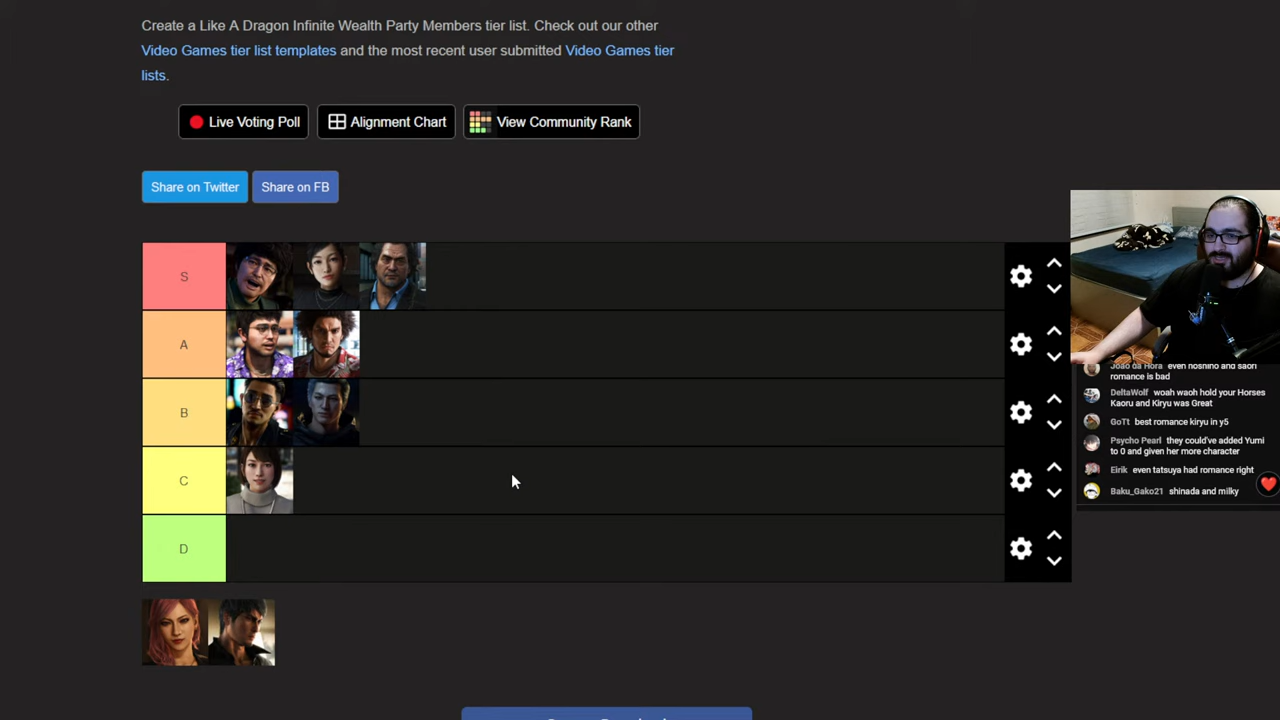 Create a Like A Dragon Infinite Wealth Party Members tier list. Check out our other
Video Games tier list templates and the most recent user submitted Video Games tier
lists.
Live Voting Poll
Alignment Chart
View Community Rank
Share on Twitter
Share on FB
S
A
B
C
D
João da Hora even hoshino and saori
romance is bad
DeltaWolf woah waoh hold your Horses
Kaoru and Kiryu was Great
GoTt best romance kiryu in y5
Psycho Pearl they could've added Yumi
to 0 and given her more character
Eirik even tatsuya had romance right
Baku_Gako21 shinada and milky